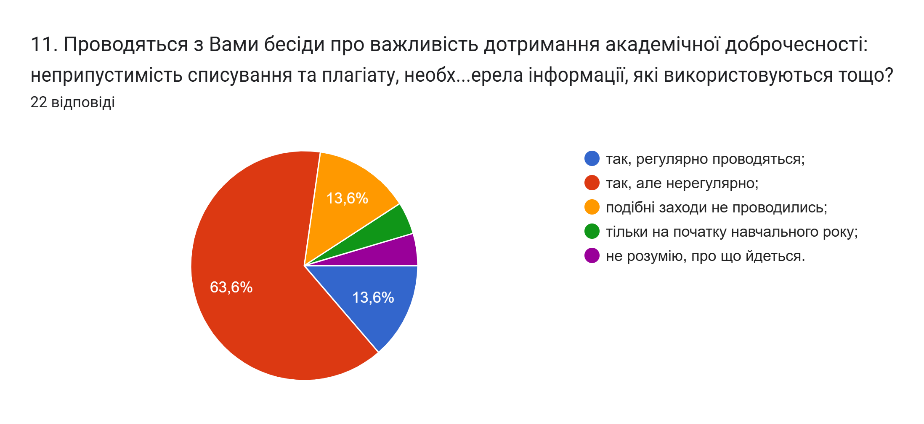 11. Проводяться з Вами бесіди про важливість дотримання академічної доброчесності:
неприпустимість списування та плагіату, необх...ерела інформації, які використовуються тощо?
22 відповіді
так, регулярно проводяться;
так, але нерегулярно;
подібні заходи не проводились;
тільки на початку навчального року;
не розумію, про що йдеться.
13,6%
63,6%
13,6%